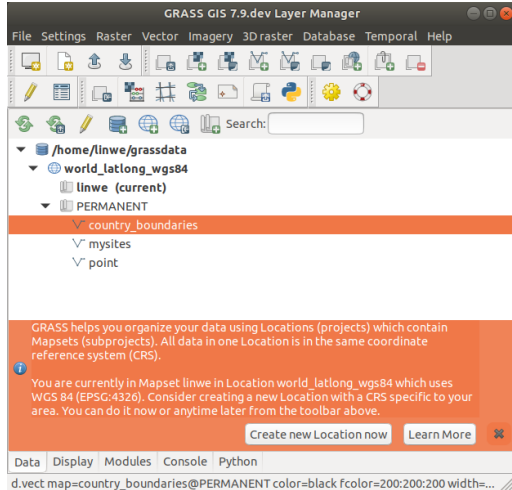 GRASS GIS 7.9.dev Layer Manager
File Settings Raster Vector Imagery 3D raster Database Temporal Help
Search:
/home/linwe/grassdata
world_latlong_wgs84
linwe (current)
PERMANENT
country_boundaries
mysites
point
GRASS helps you organize your data using Locations (projects) which contain
Mapsets (subprojects). All data in one Location is in the same coordinate
reference system (CRS).
You are currently in Mapset linwe in Location world_latlong_wgs84 which uses
WGS 84 (EPSG:4326). Consider creating a new Location with a CRS specific to your
area. You can do it now or anytime later from the toolbar above.
Create new Location now Learn More
Data Display Modules Console Python
d.vect map=country_boundaries@PERMANENT color=black fcolor=200:200:200 width=...